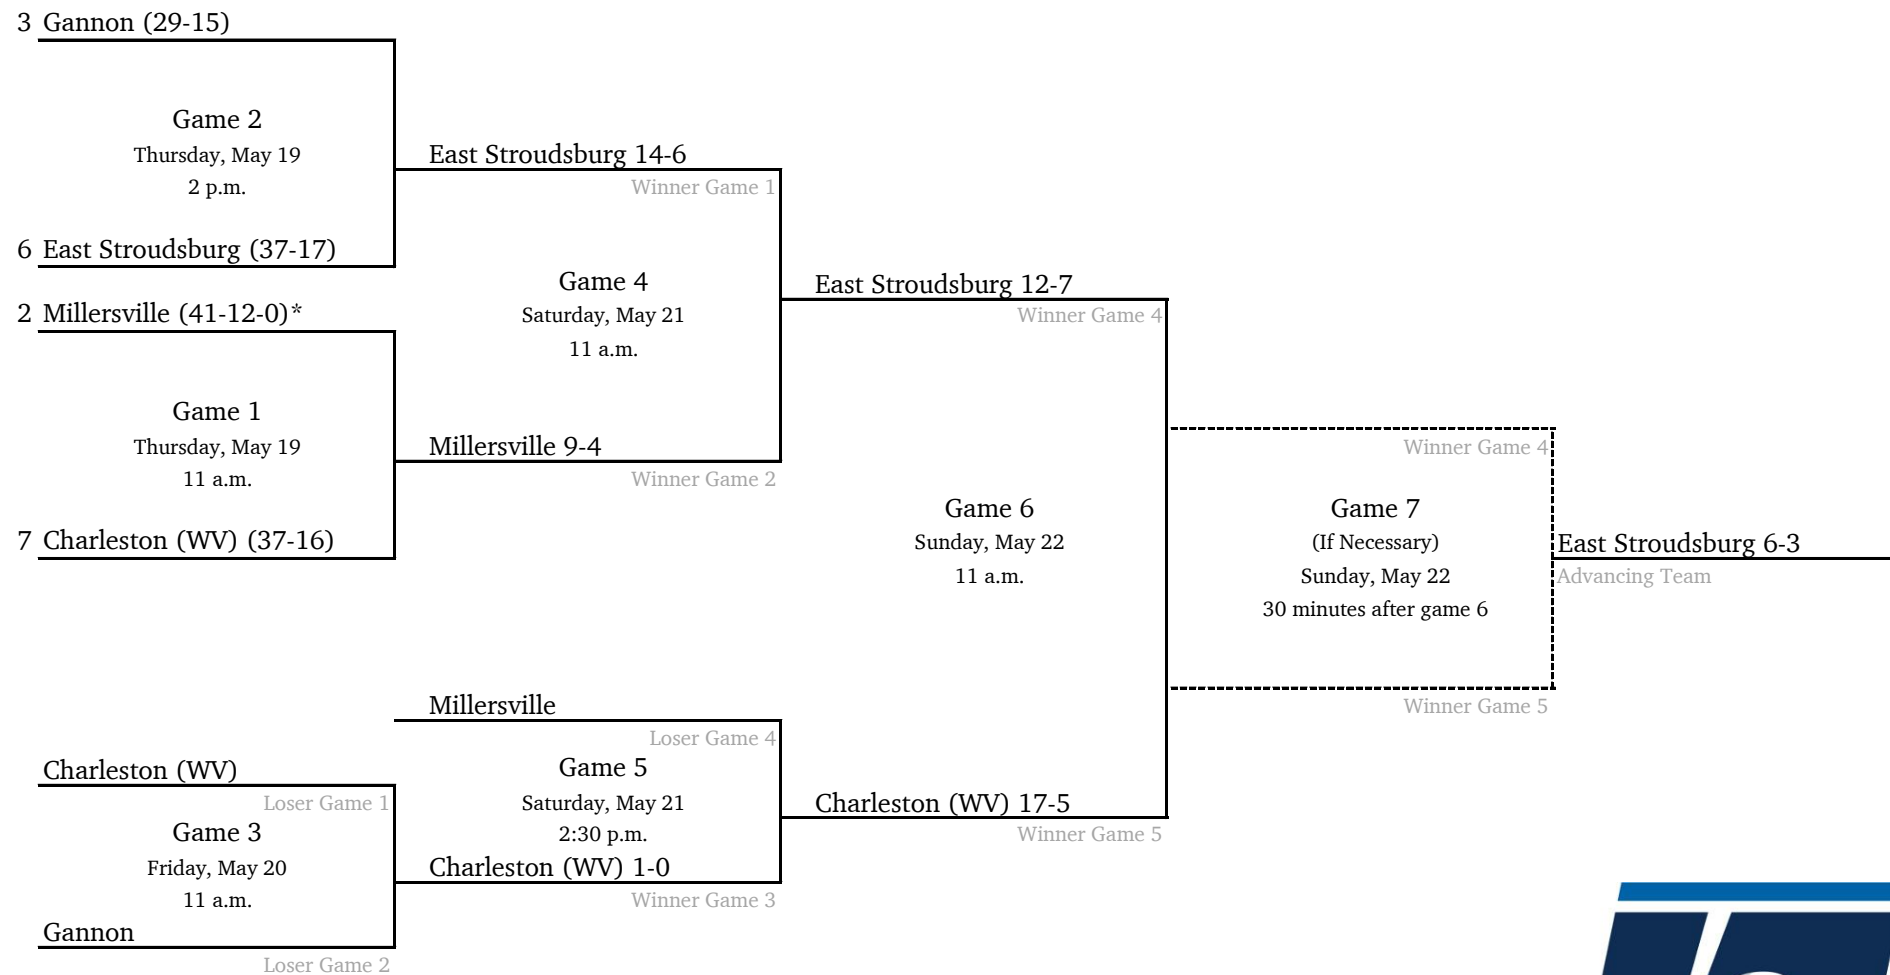 3 Gannon (29-15)
Game 2
Thursday, May 19
2 p.m.
East Stroudsburg 14-6
Winner Game 1
6 East Stroudsburg (37-17)
Game 4
Saturday, May 21
11 a.m.
East Stroudsburg 12-7
Winner Game 4
2 Millersville (41-12-0)*
Game 1
Thursday, May 19
11 a.m.
Millersville 9-4
Winner Game 2
7 Charleston (WV) (37-16)
Game 6
Sunday, May 22
11 a.m.
Winner Game 4
Game 7
(If Necessary)
Sunday, May 22
30 minutes after game 6
Winner Game 5
East Stroudsburg 6-3
Advancing Team
Millersville
Loser Game 4
Game 5
Saturday, May 21
2:30 p.m.
Charleston (WV) 17-5
Winner Game 5
Charleston (WV)
Loser Game 1
Game 3
Friday, May 20
11 a.m.
Charleston (WV) 1-0
Winner Game 3
Gannon
Loser Game 2